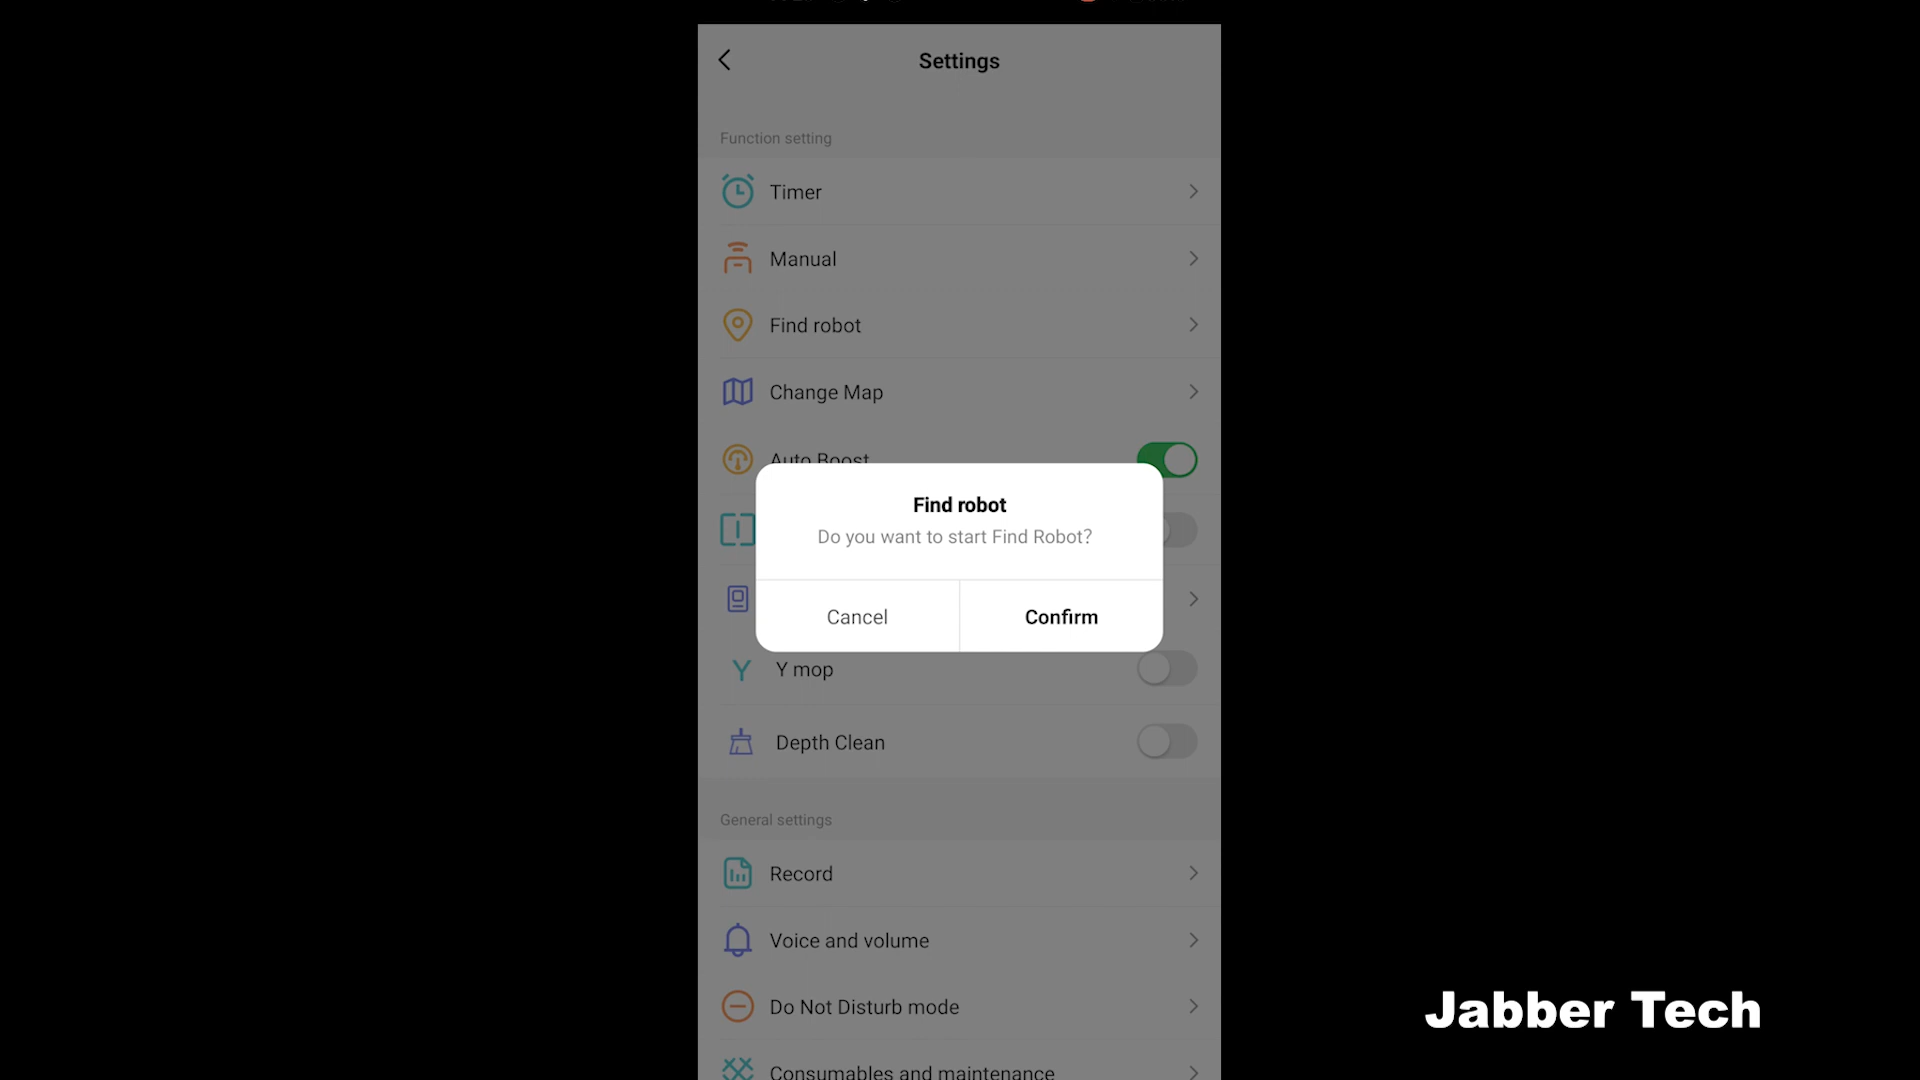 Settings
Function setting
Timer
Manual
Find robot
Change Map
Auto Boost
Find robot
Do you want to start Find Robot?
Cancel
Confirm
Y mop
Depth Clean
General settings
Record
Voice and volume
Do Not Disturb mode
Consumables and maintenance
Jabber Tech